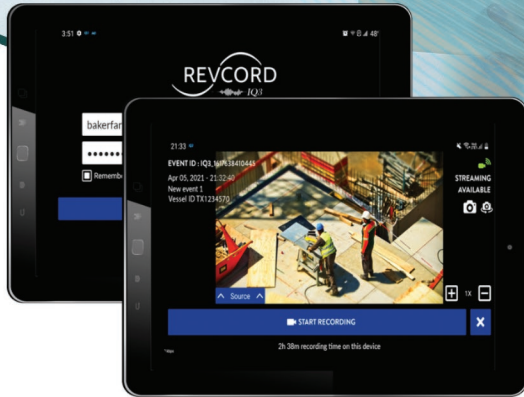 3:51
48°
REVCORD
IQ3
bakerfar
Remembe
21:33
EVENT ID : IQ3_1617638410445
Apr 05, 2021 - 21:32:40
New event 1
Vessel ID TX1234570
STREAMING
AVAILABLE
Source
1X
START RECORDING
X
2h 38m recording time on this device